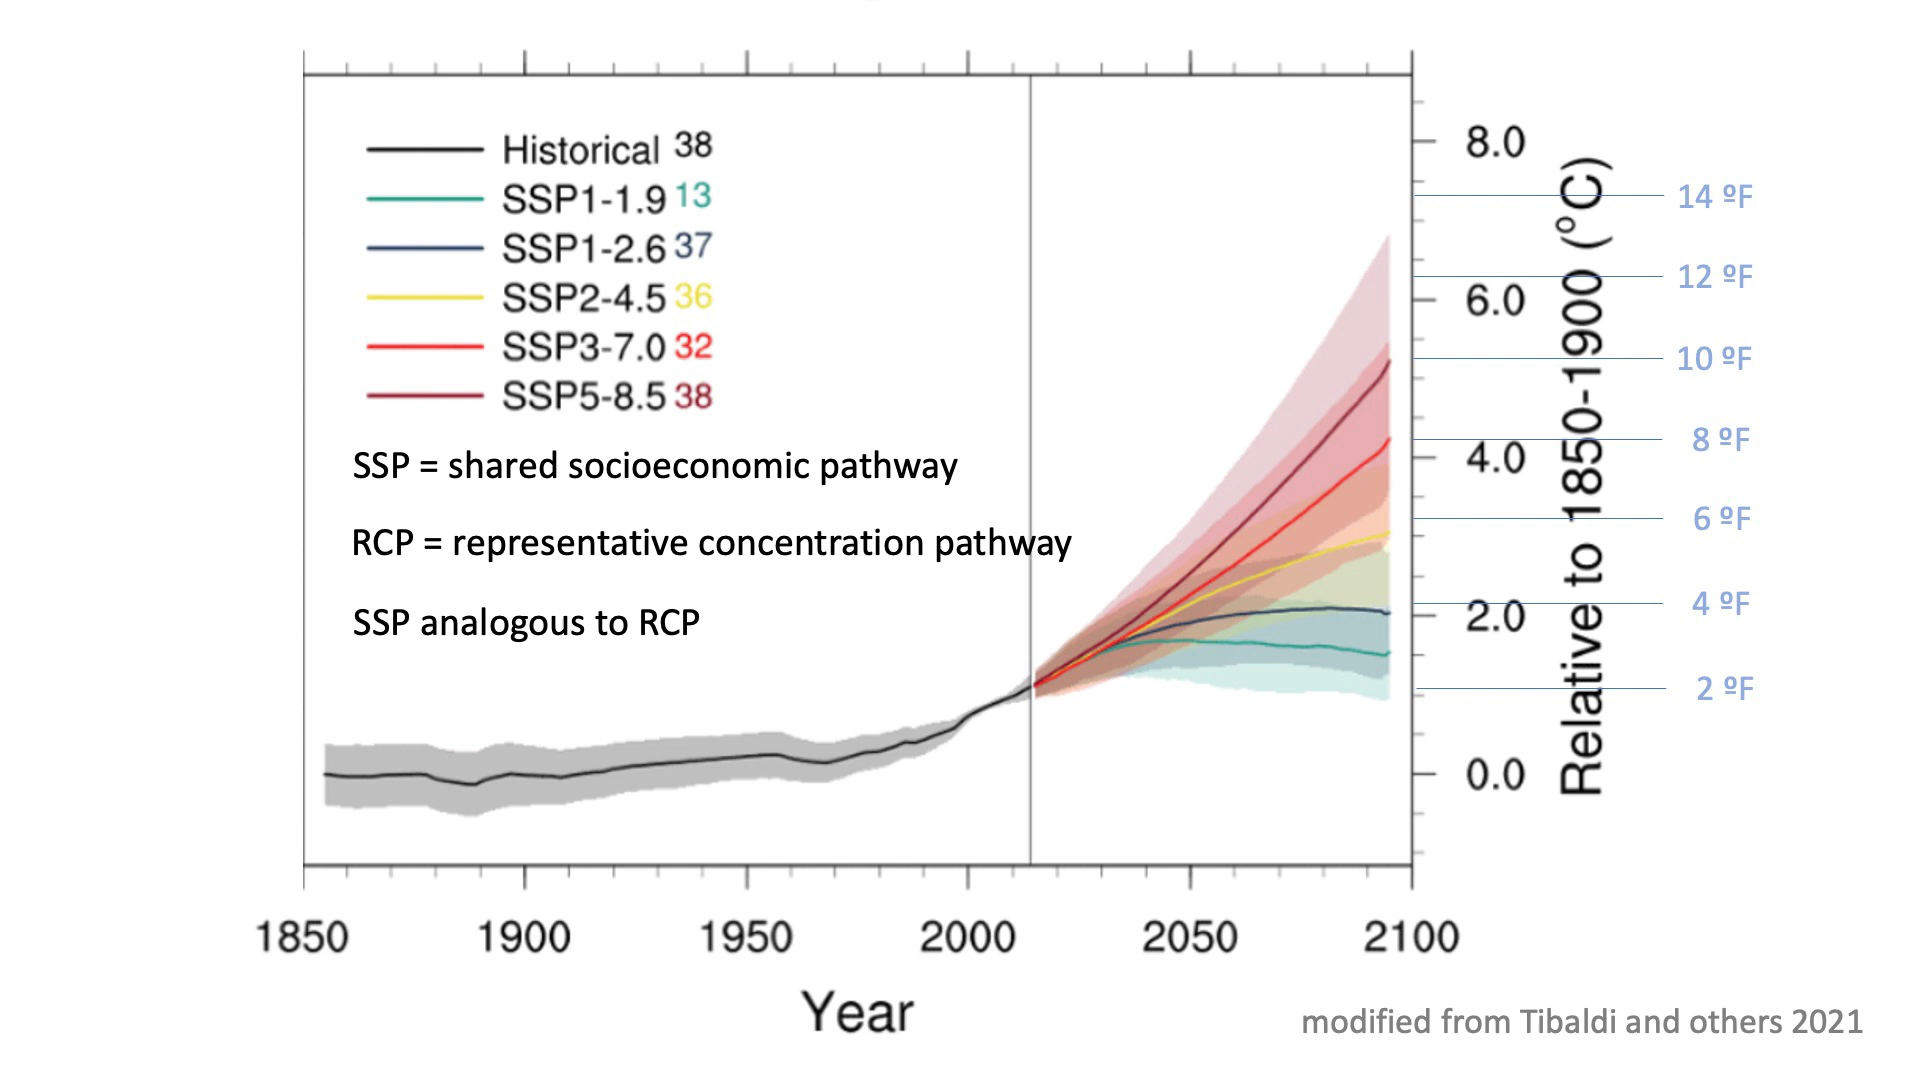 Historical 38
SSP1-1.9 13
SSP1-2.6 37
SSP2-4.5 36
SSP3-7.0 32
SSP5-8.5 38
SSP = shared socioeconomic pathway
RCP = representative concentration pathway
SSP analogous to RCP
8.0
6.0
4.0
2.0
0.0
Relative to 1850-1900 (°C)
14 ºF
12 ºF
10 ºF
8 ºF
6 ºF
4 ºF
2 ºF
1850 1900 1950 2000 2050 2100
Year
modified from Tibaldi and others 2021